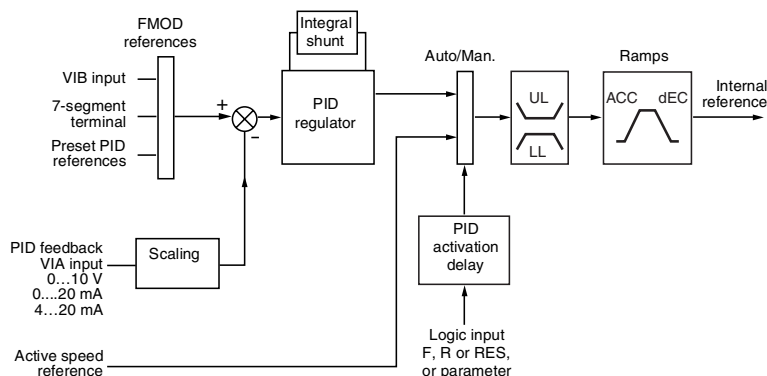 FMOD
references
VIB input
7-segment
terminal
Preset PID
references
+
−
Integral
shunt
PID
regulator
Auto/Man.
UL
LL
Ramps
ACC dEC
Internal
reference
PID feedback
VIA input
0…10 V
0....20 mA
4…20 mA
Scaling
PID
activation
delay
Active speed
reference
Logic input
F, R or RES,
or parameter